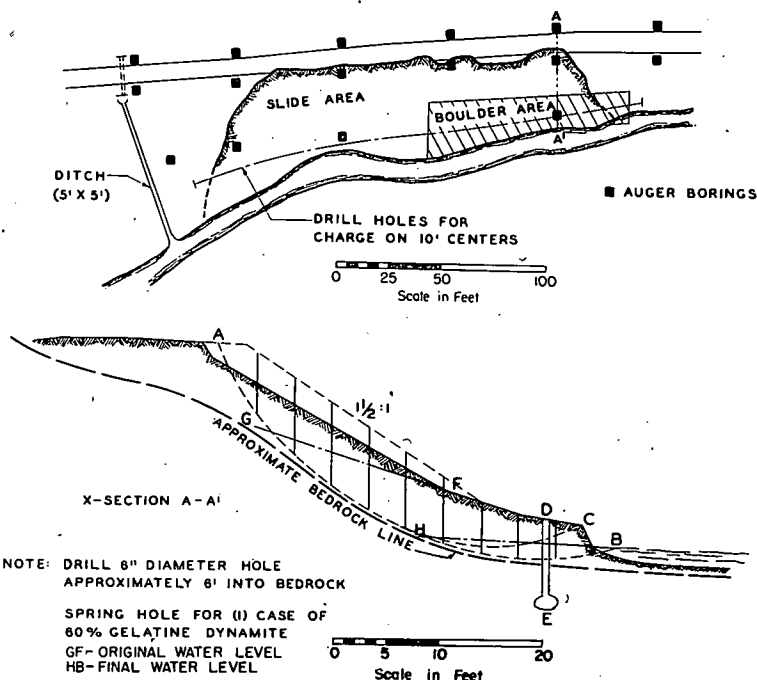 A
SLIDE AREA
BOULDER AREA
A'
DITCH
(5' X 5')
AUGER BORINGS
DRILL HOLES FOR
CHARGE ON 10' CENTERS
0 25 50 100
Scale in Feet
A
1½:1
G
APPROXIMATE BEDROCK LINE
F
X-SECTION A-A'
D
C
H
B
NOTE: DRILL 6" DIAMETER HOLE
APPROXIMATELY 6' INTO BEDROCK
SPRING HOLE FOR (1) CASE OF
60% GELATINE DYNAMITE
E
GF-ORIGINAL WATER LEVEL
HB-FINAL WATER LEVEL
0 5 10 20
Scale in Feet